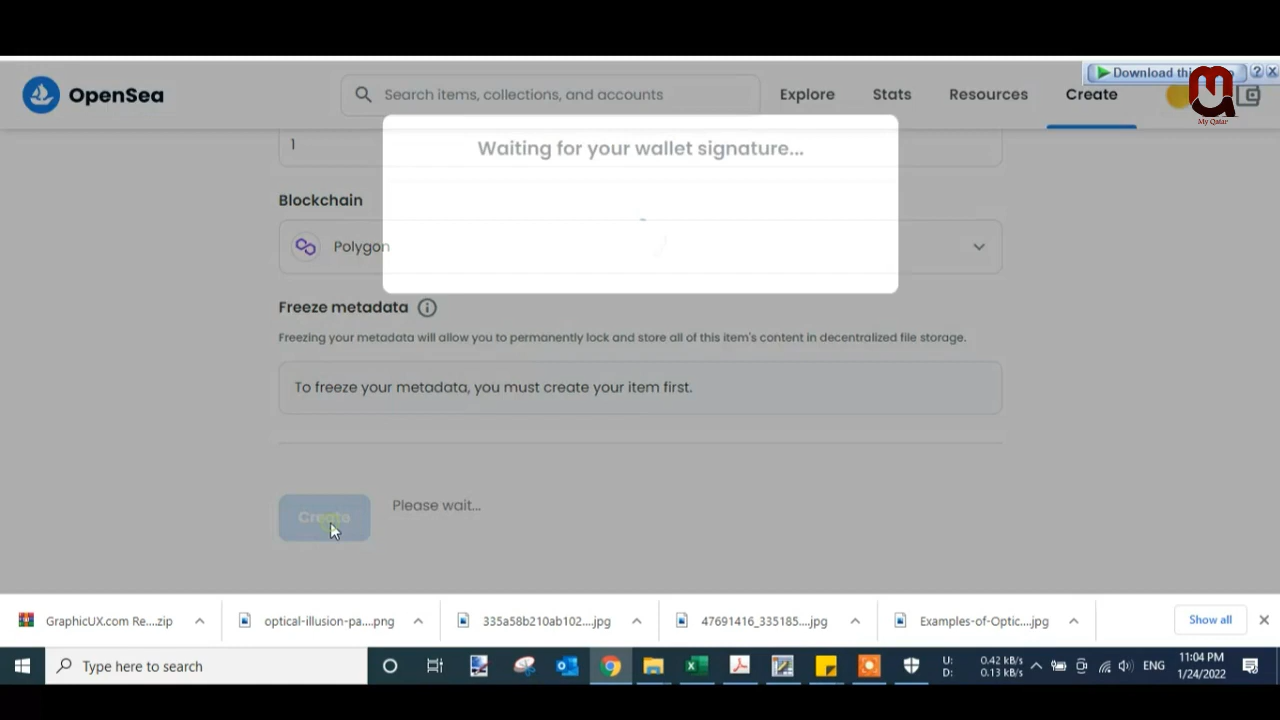 OpenSea
Search items, collections, and accounts
Explore
Stats
Resources
Create
Download thi
?
X
My Qatar
1
Waiting for your wallet signature...
Blockchain
Polygon
Freeze metadata
Freezing your metadata will allow you to permanently lock and store all of this item's content in decentralized file storage.
To freeze your metadata, you must create your item first.
Create
Please wait...
GraphicUX.com Re....zip
optical-illusion-pa....png
335a58b210ab102....jpg
47691416_335185....jpg
Examples-of-Optic....jpg
Show all
Type here to search
U: 0.42 kB/s
D: 0.13 kB/s
ENG
11:04 PM
1/24/2022